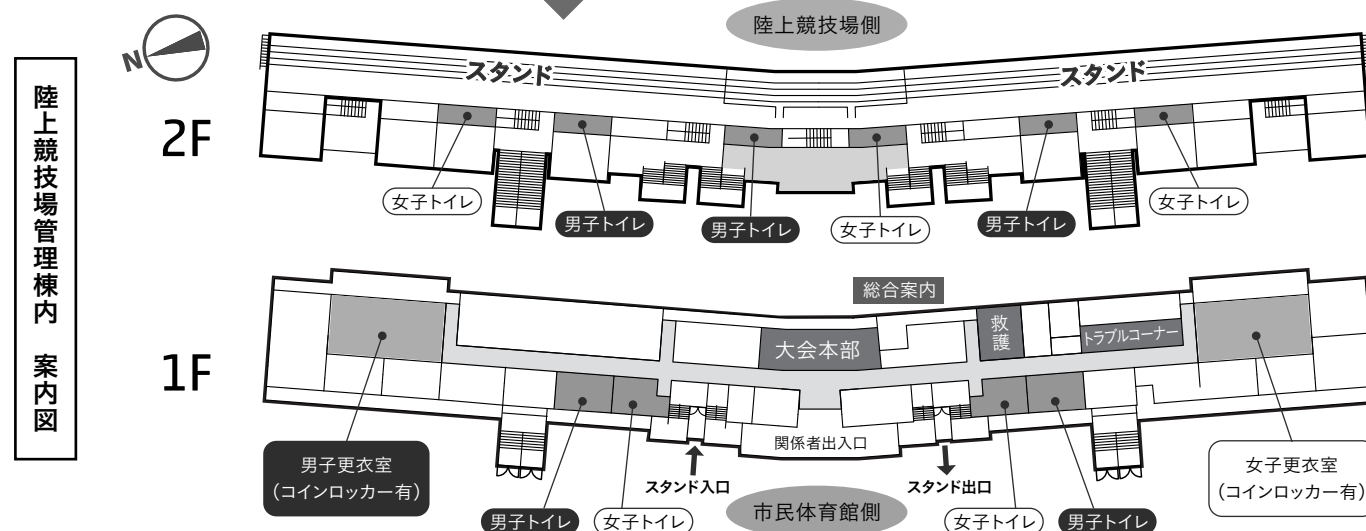 陸上競技場管理棟内 案内図
N
陸上競技場側
2F
スタンド
スタンド
女子トイレ
男子トイレ
男子トイレ
女子トイレ
男子トイレ
女子トイレ
1F
総合案内
大会本部
救護
トラブルコーナー
関係者出入口
男子更衣室
(コインロッカー有)
スタンド入口
スタンド出口
女子更衣室
(コインロッカー有)
男子トイレ
女子トイレ
市民体育館側
女子トイレ
男子トイレ